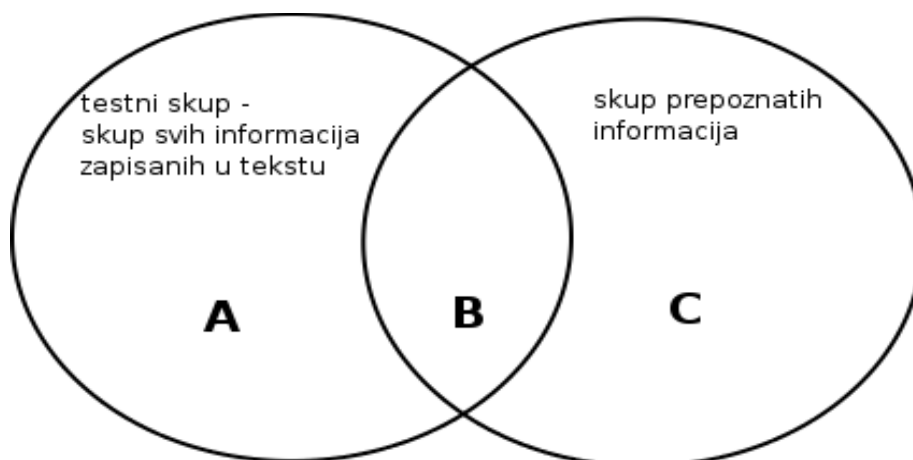 testni skup -
skup svih informacija
zapisanih u tekstu
skup prepoznatih
informacija
A
B
C